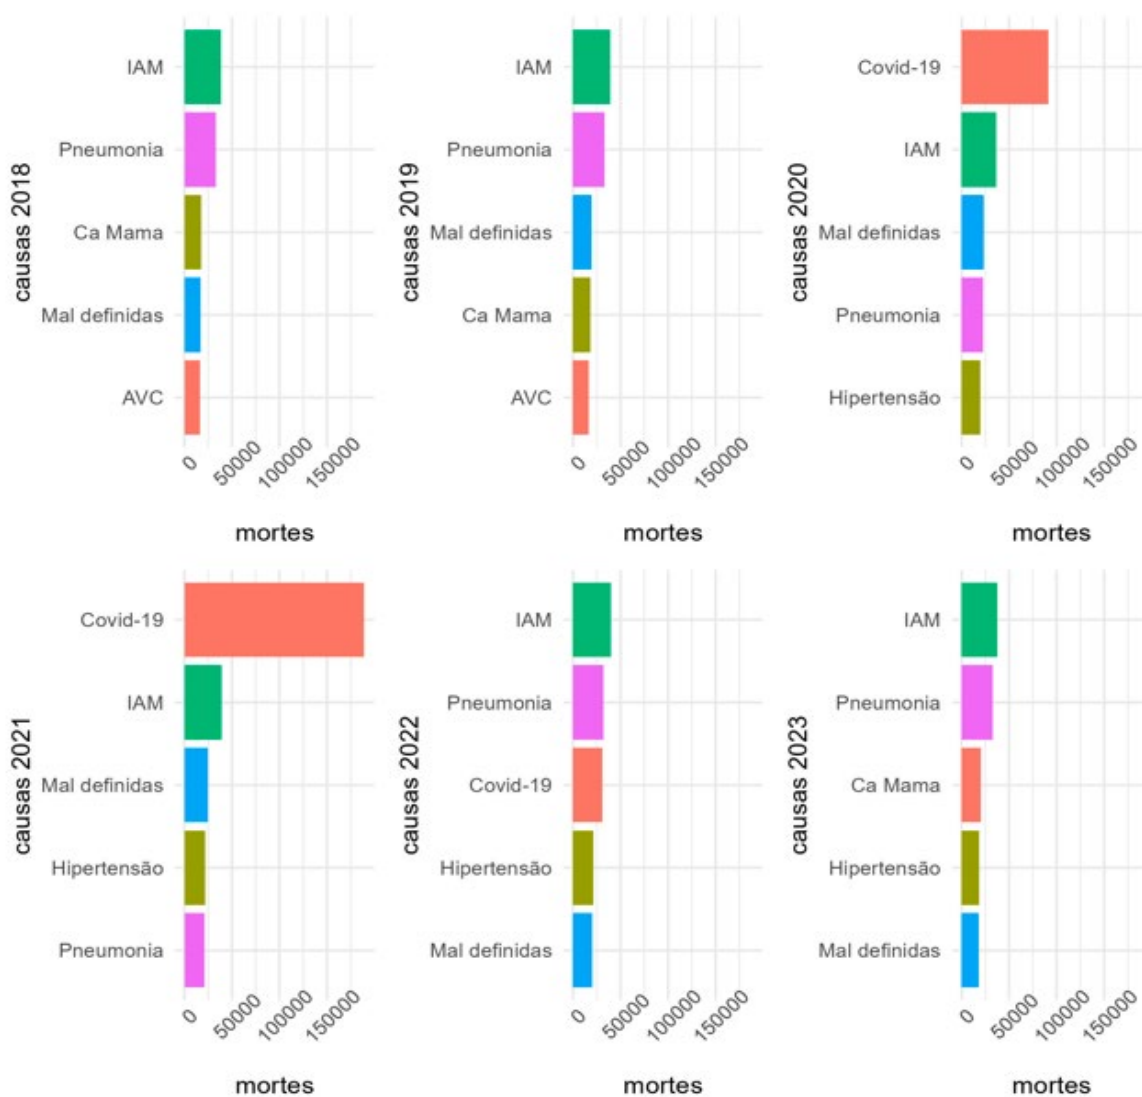 causas 2018
IAM
Pneumonia
Ca Mama
Mal definidas
AVC
0
50000
100000
150000
mortes
causas 2019
IAM
Pneumonia
Mal definidas
Ca Mama
AVC
0
50000
100000
150000
mortes
causas 2020
Covid-19
IAM
Mal definidas
Pneumonia
Hipertensão
0
50000
100000
150000
mortes
causas 2021
Covid-19
IAM
Mal definidas
Hipertensão
Pneumonia
0
50000
100000
150000
mortes
causas 2022
IAM
Pneumonia
Covid-19
Hipertensão
Mal definidas
0
50000
100000
150000
mortes
causas 2023
IAM
Pneumonia
Ca Mama
Hipertensão
Mal definidas
0
50000
100000
150000
mortes